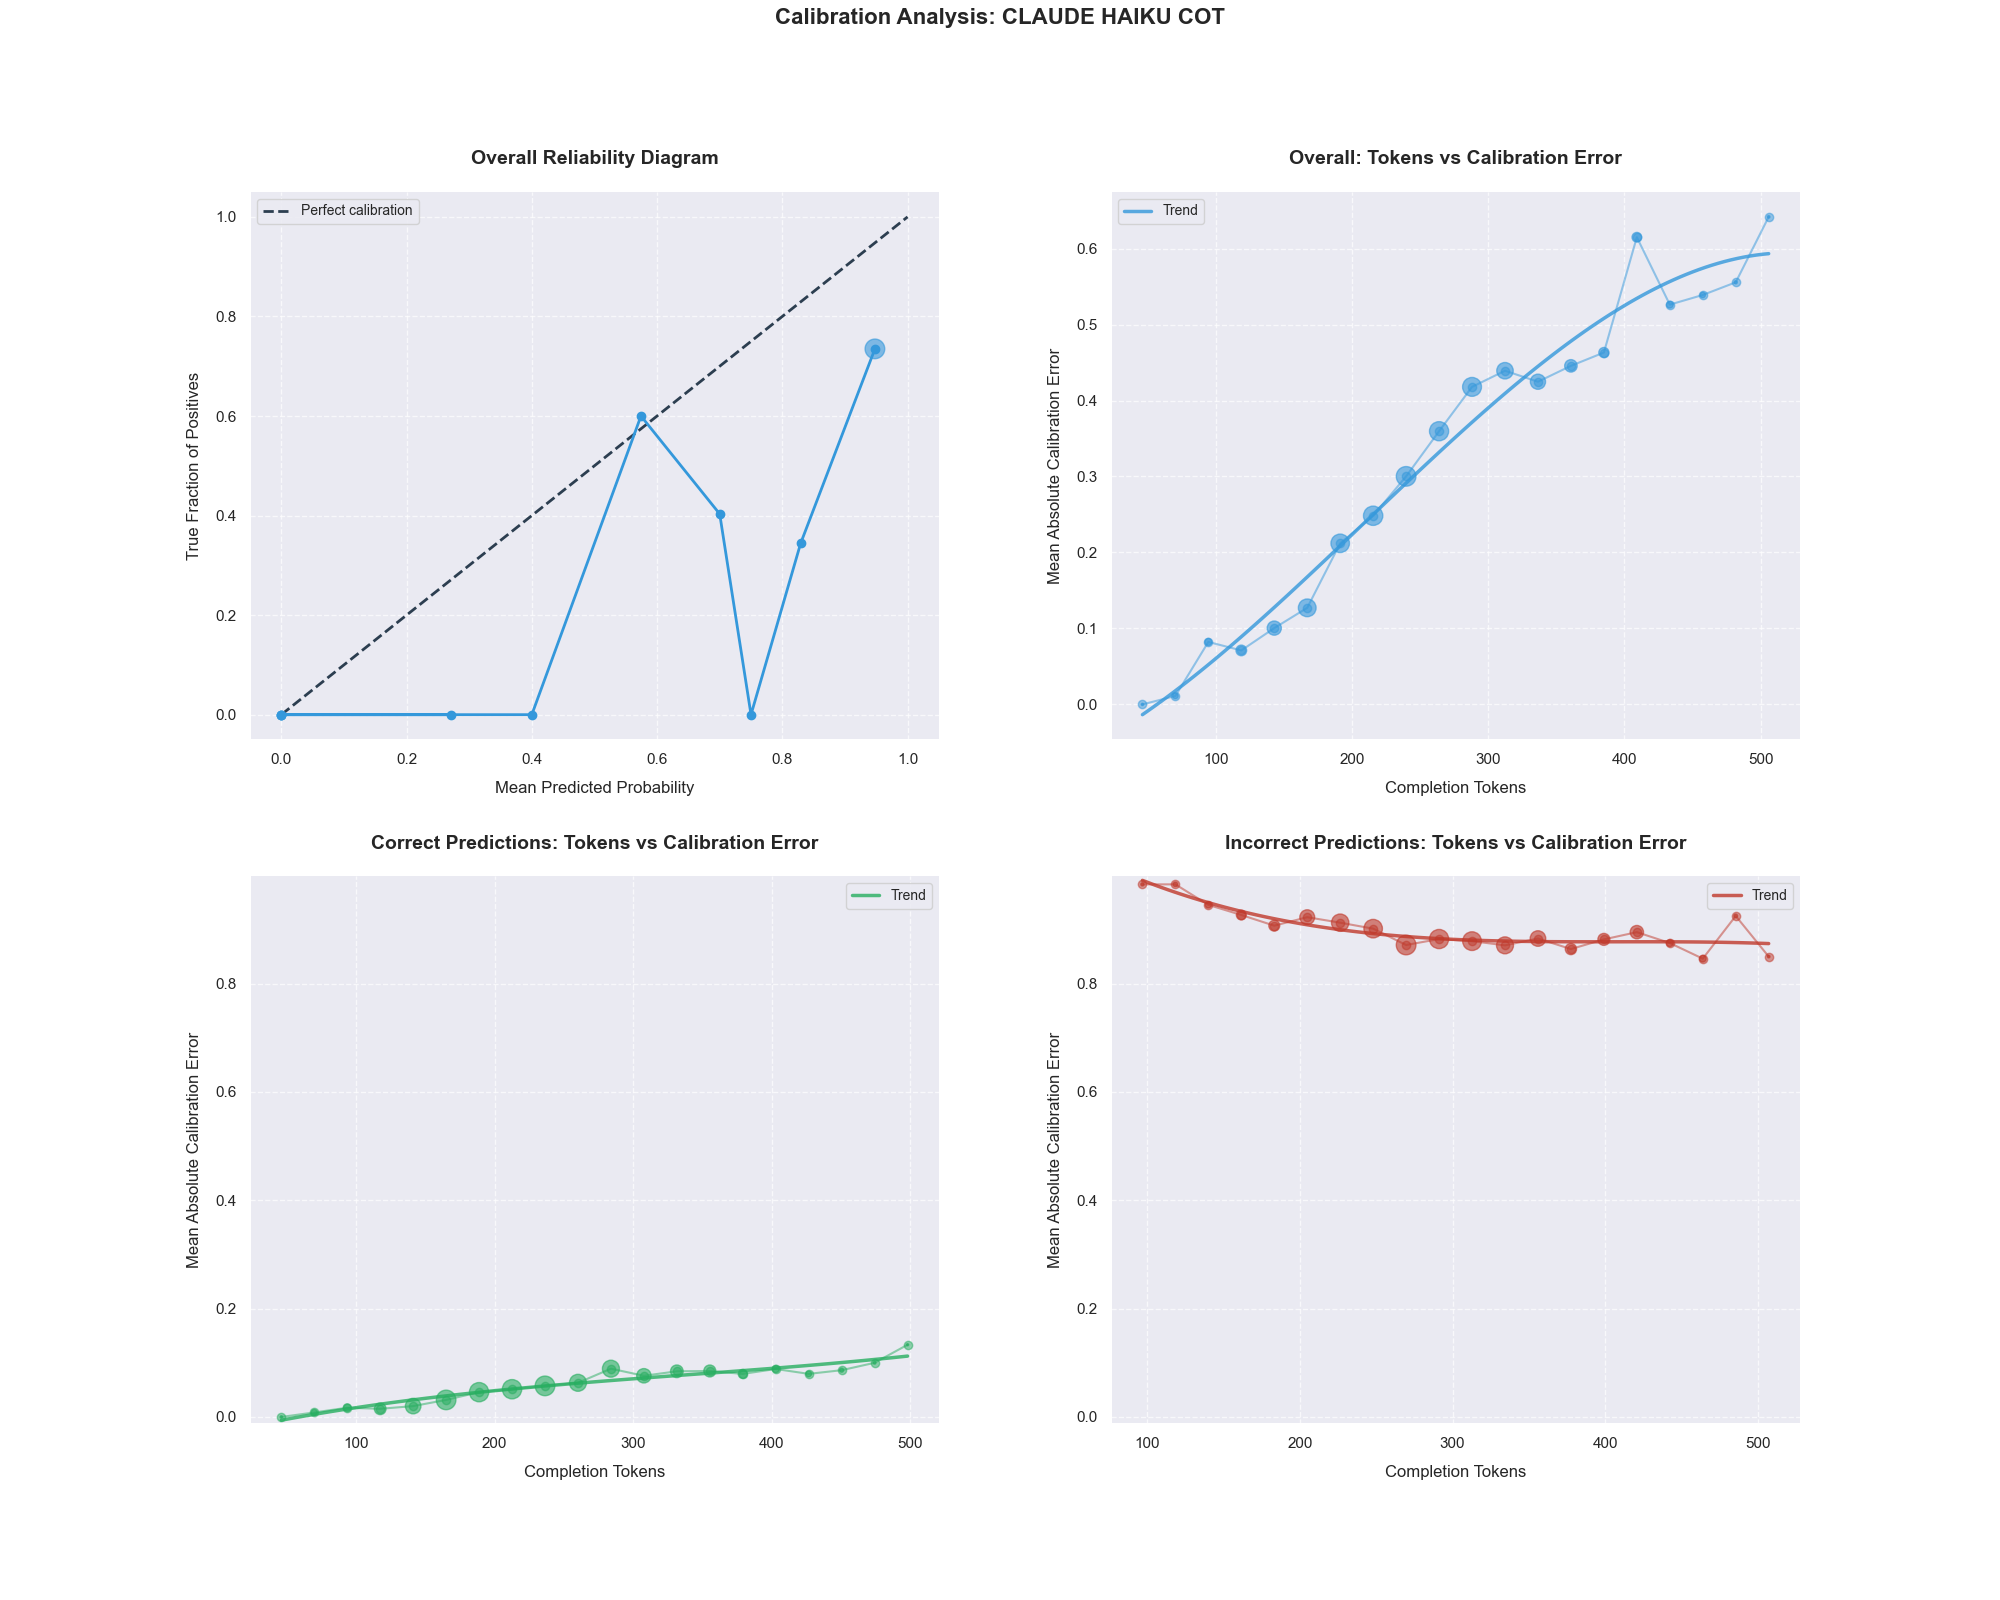 Calibration Analysis: CLAUDE HAIKU COT
Overall Reliability Diagram
Perfect calibration
1.0
0.8
0.6
0.4
0.2
0.0
True Fraction of Positives
0.0 0.2 0.4 0.6 0.8 1.0
Mean Predicted Probability
Overall: Tokens vs Calibration Error
Trend
0.6
0.5
0.4
0.3
0.2
0.1
0.0
Mean Absolute Calibration Error
100 200 300 400 500
Completion Tokens
Correct Predictions: Tokens vs Calibration Error
Trend
0.8
0.6
0.4
0.2
0.0
Mean Absolute Calibration Error
100 200 300 400 500
Completion Tokens
Incorrect Predictions: Tokens vs Calibration Error
Trend
0.8
0.6
0.4
0.2
0.0
Mean Absolute Calibration Error
100 200 300 400 500
Completion Tokens